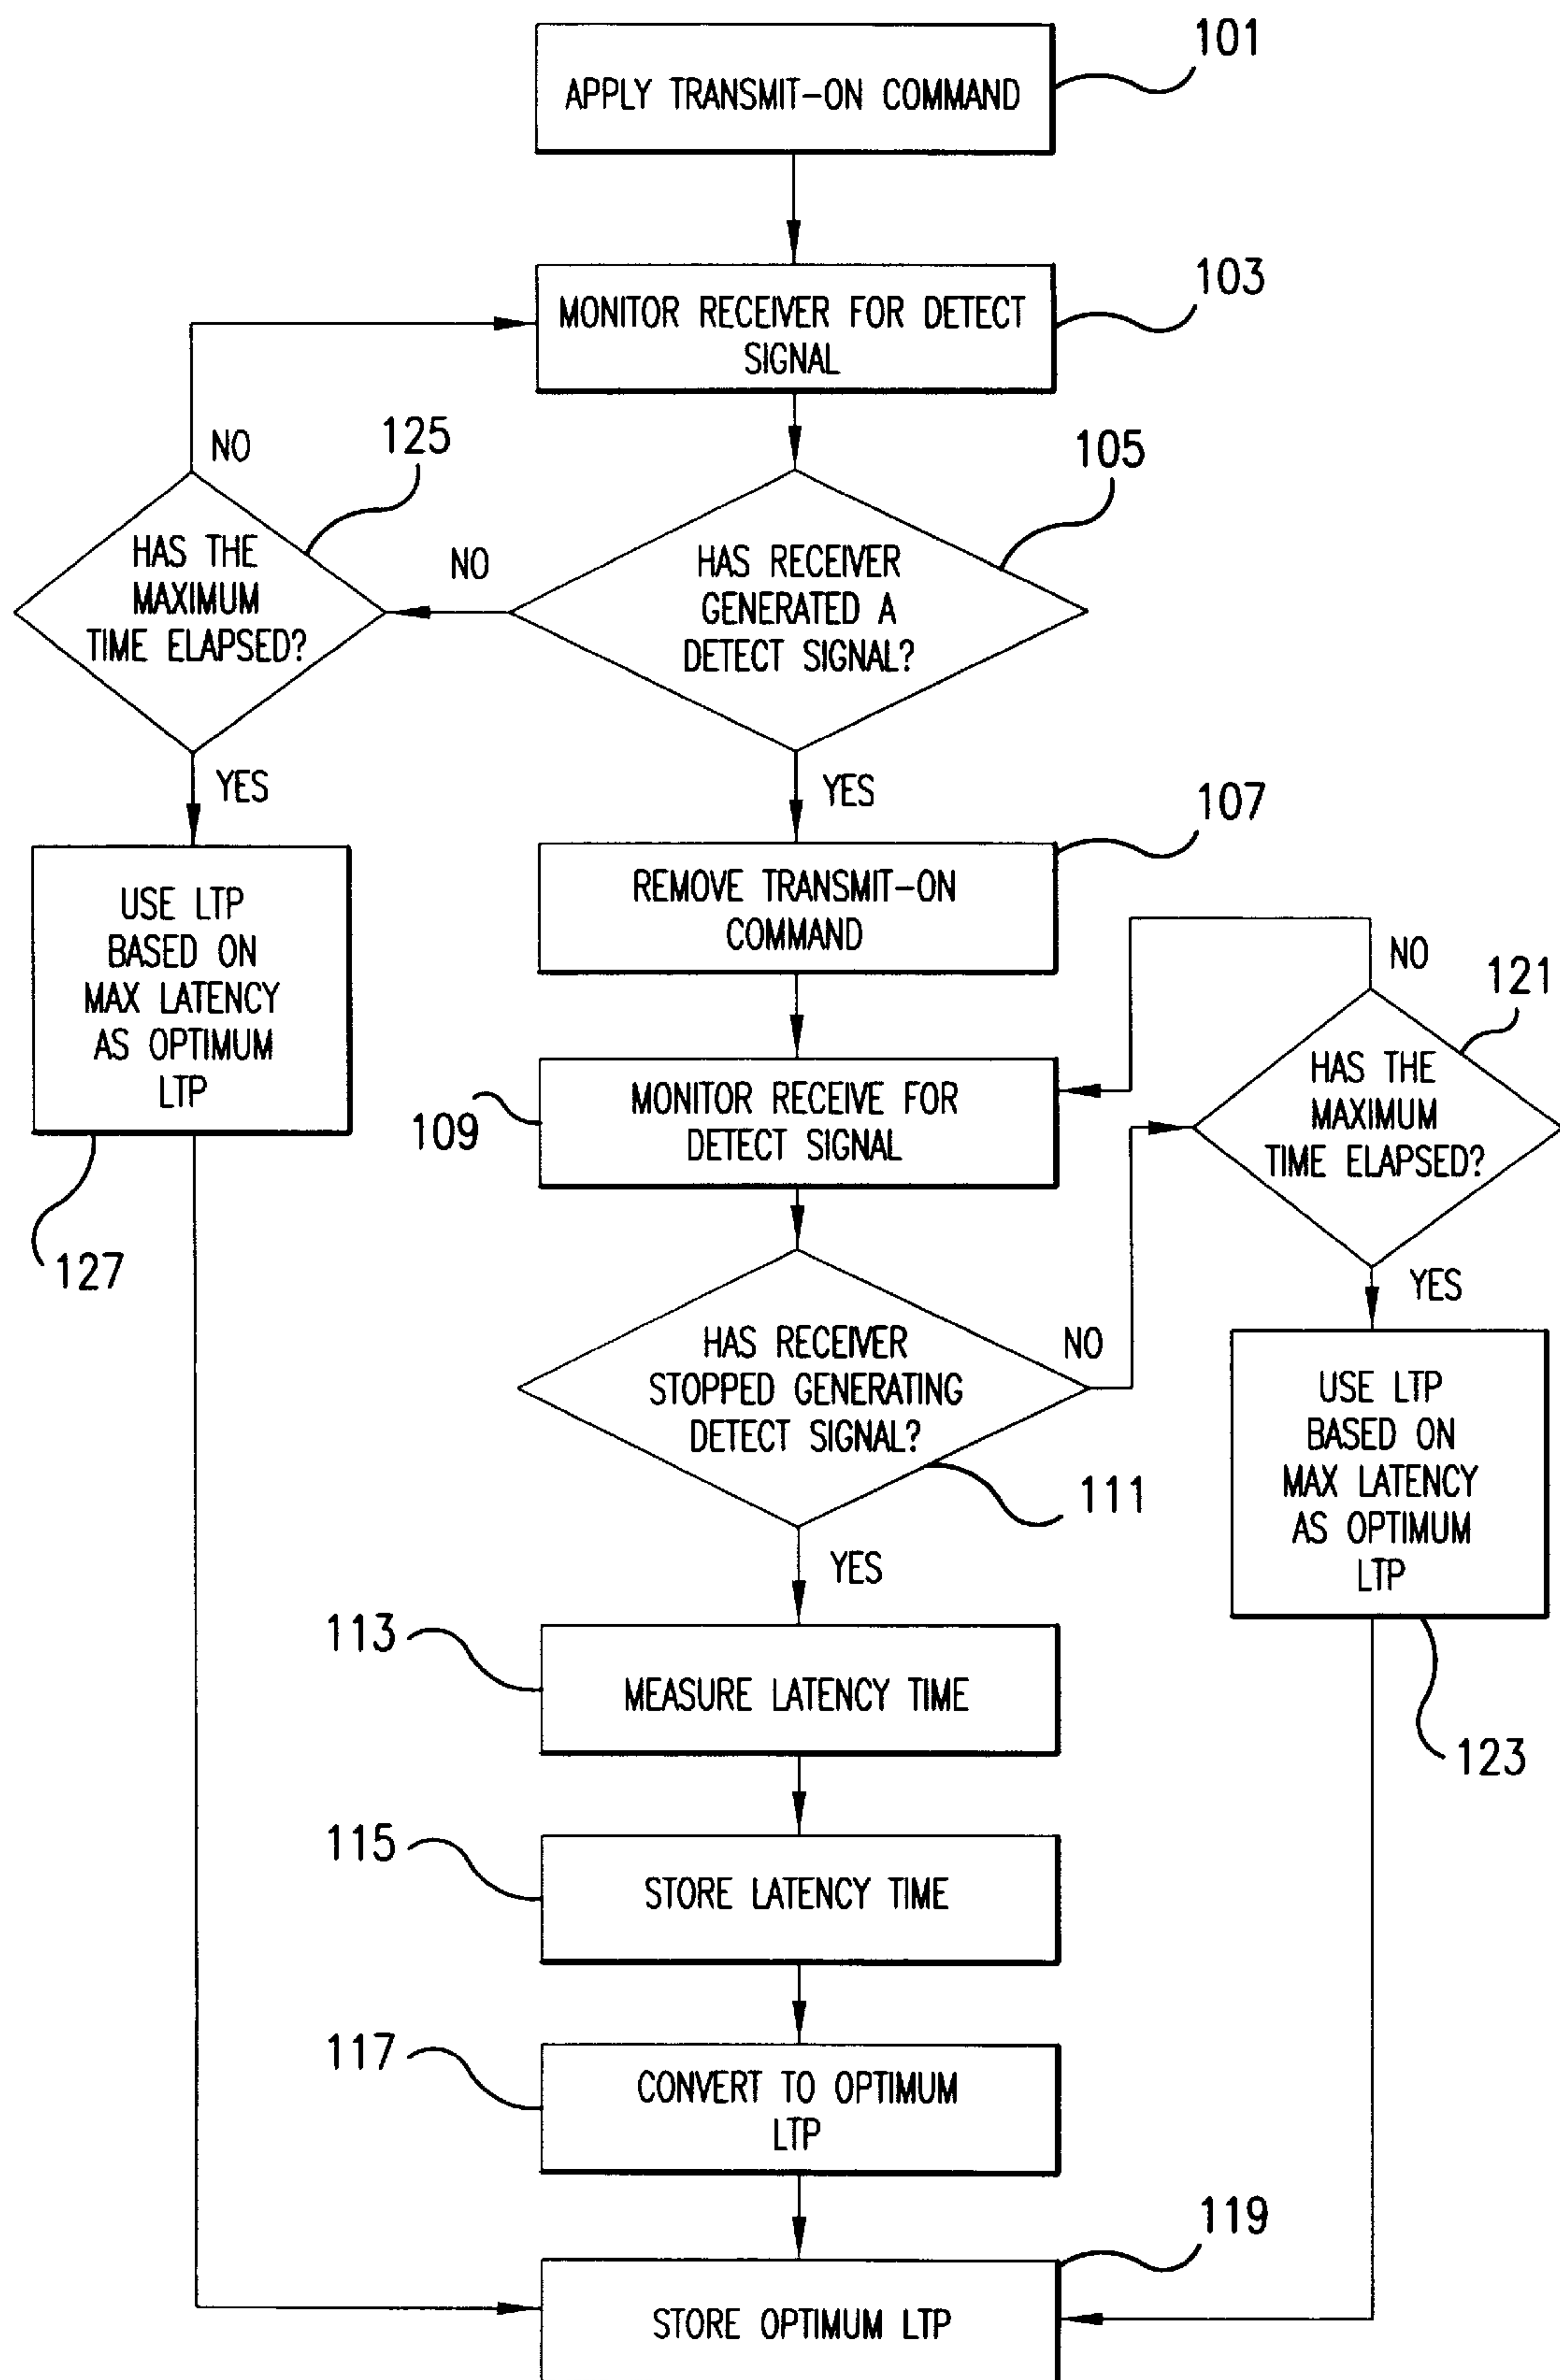 101
APPLY TRANSMIT-ON COMMAND
103
MONITOR RECEIVER FOR DETECT
SIGNAL
NO
125
105
HAS THE
MAXIMUM
TIME ELAPSED?
NO
HAS RECEIVER
GENERATED A
DETECT SIGNAL?
YES
YES
107
USE LTP
BASED ON
MAX LATENCY
AS OPTIMUM
LTP
127
REMOVE TRANSMIT-ON
COMMAND
NO
121
109
MONITOR RECEIVE FOR
DETECT SIGNAL
HAS THE
MAXIMUM
TIME ELAPSED?
YES
HAS RECEIVER
STOPPED GENERATING
DETECT SIGNAL?
NO
111
USE LTP
BASED ON
MAX LATENCY
AS OPTIMUM
LTP
123
YES
113
MEASURE LATENCY TIME
115
STORE LATENCY TIME
117
CONVERT TO OPTIMUM
LTP
119
STORE OPTIMUM LTP